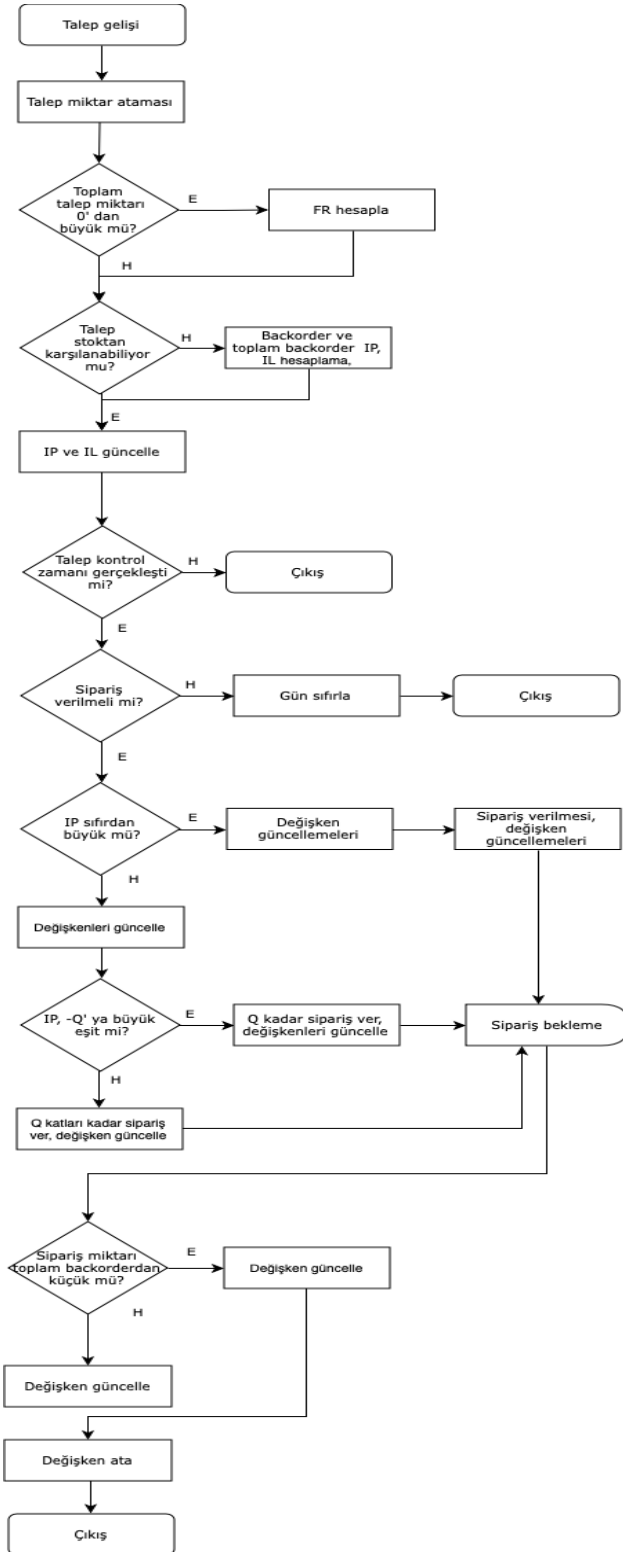 Talep gelişi
Talep miktar ataması
Toplam
talep miktarı
0' dan
büyük mü?
E
FR hesapla
H
Talep
stoktan
karşılanabiliyor
mu?
H
Backorder ve
toplam backorder IP,
IL hesaplama,
E
IP ve IL güncelle
Talep kontrol
zamanı gerçekleşti
mi?
H
Çıkış
E
Sipariş
verilmeli mi?
H
Gün sıfırla
Çıkış
E
IP sıfırdan
büyük mü?
E
Değişken
güncellemeleri
Sipariş verilmesi,
değişken
güncellemeleri
H
Değişkenleri güncelle
IP, -Q' ya büyük
eşit mi?
E
Q kadar sipariş ver,
değişkenleri güncelle
Sipariş bekleme
H
Q katları kadar sipariş
ver, değişken güncelle
Sipariş miktarı
toplam backorderdan
küçük mü?
E
Değişken güncelle
H
Değişken güncelle
Değişken ata
Çıkış